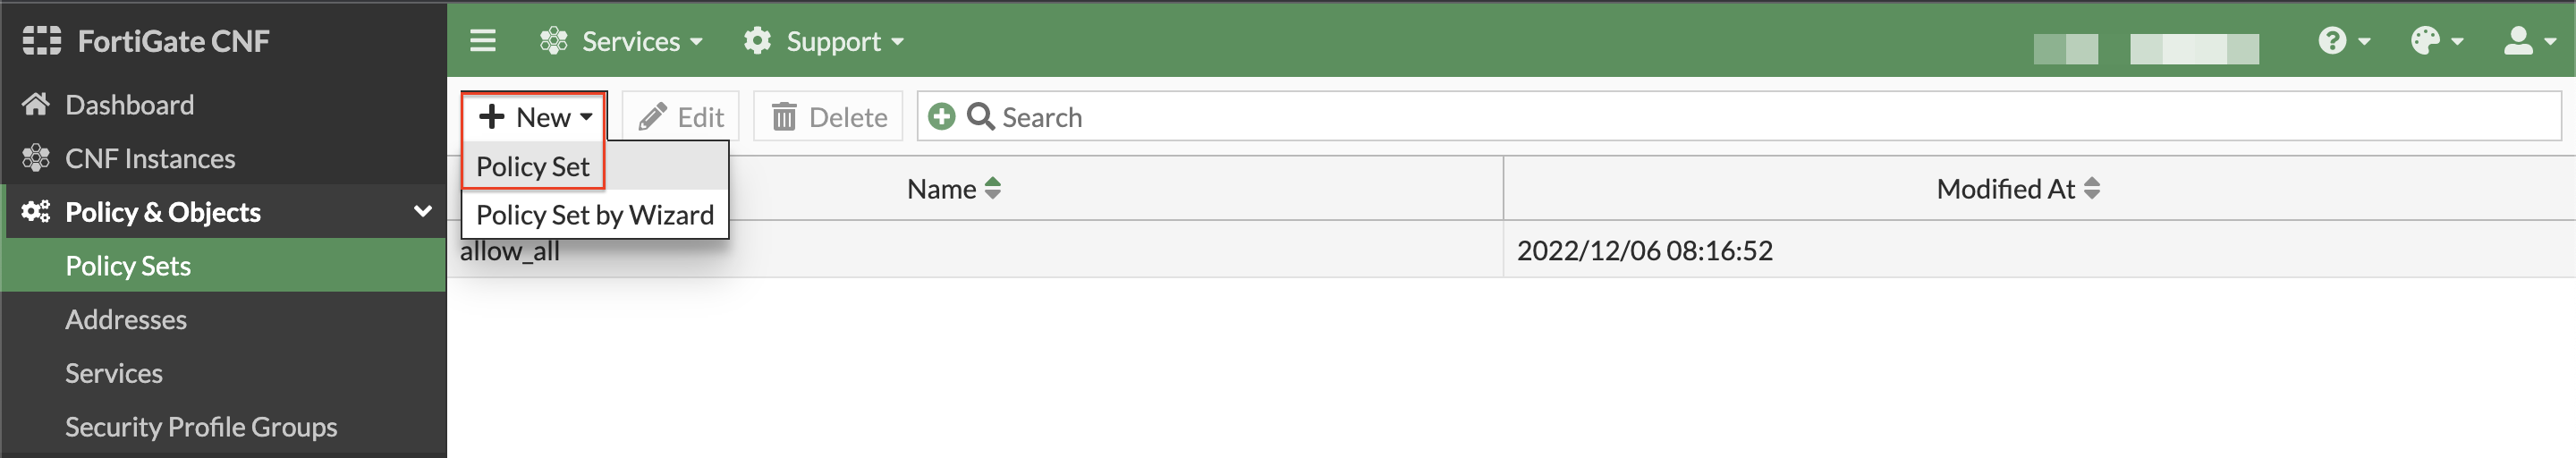 FortiGate CNF
Services
Support
Dashboard
CNF Instances
Policy & Objects
Policy Sets
Addresses
Services
Security Profile Groups
New
Edit
Delete
Search
Policy Set
Policy Set by Wizard
Name
Modified At
allow_all
2022/12/06 08:16:52